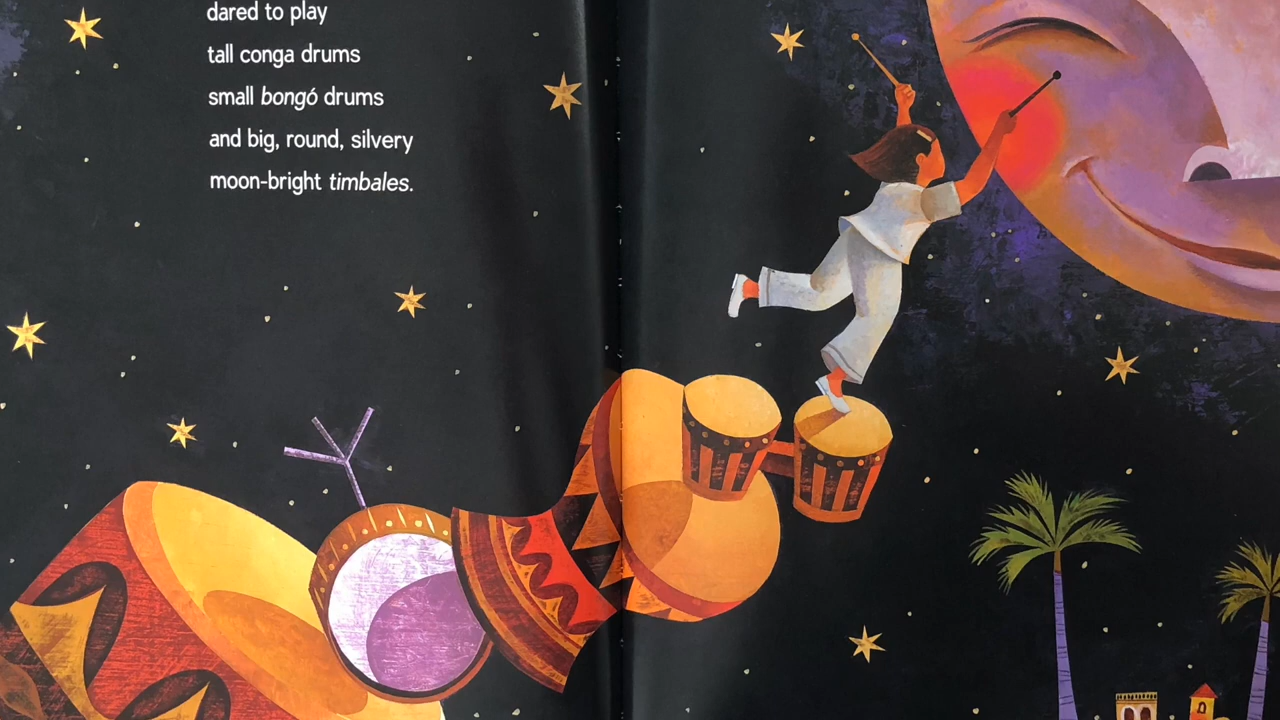 dared to play
tall conga drums
small bongó drums
and big, round, silvery
moon-bright timbales.